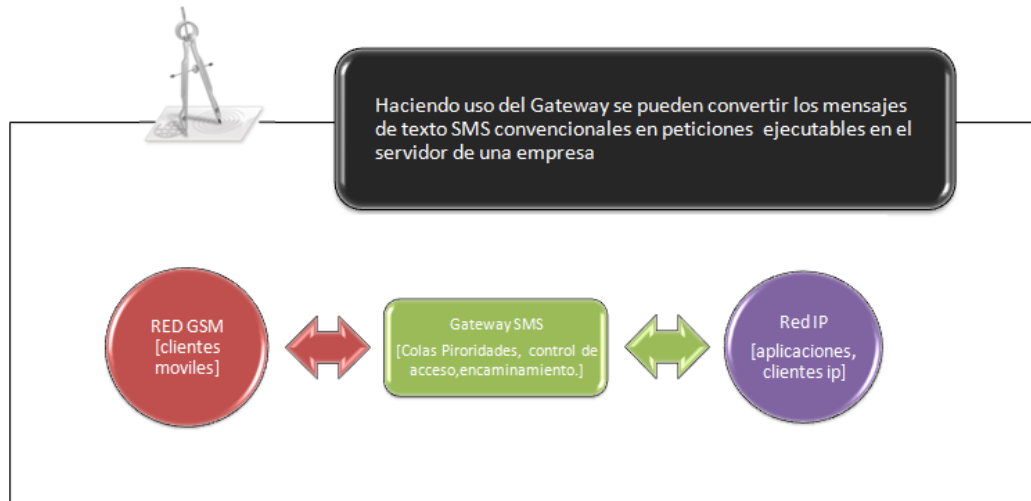 Haciendo uso del Gateway se pueden convertir los mensajes
de texto SMS convencionales en peticiones ejecutables en el
servidor de una empresa
RED GSM
[clientes
moviles]
Gateway SMS
[Colas Piroridades, control de
acceso,encaminamiento.]
Red IP
[aplicaciones,
clientes ip]